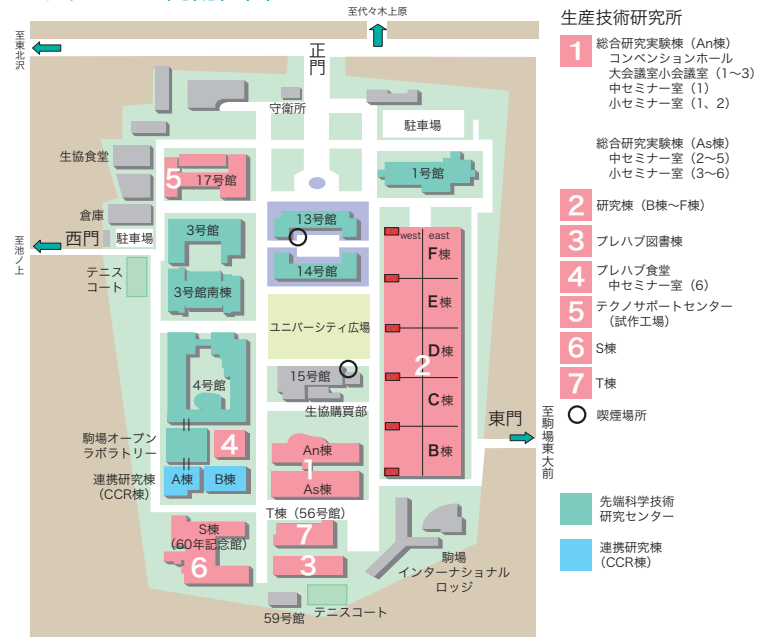 至代々木上原
至東北沢
正門
守衛所
駐車場
生協食堂
5
17号館
1号館
倉庫
西門
駐車場
至池ノ上
3号館
13号館
14号館
west east
F棟
テニス
コート
3号館南棟
E棟
ユニバーシティ広場
D棟
2
4号館
15号館
C棟
生協購買部
東門
至駒場東大前
駒場オープン
ラボラトリー
4
An棟
B棟
1
連携研究棟
(CCR棟)
A棟
B棟
As棟
T棟（56号館）
S棟
（60年記念館）
7
6
3
駒場
インターナショナル
ロッジ
59号館
テニスコート
生産技術研究所
1 総合研究実験棟（An棟）
コンベンションホール
大会議室小会議室（1〜3）
中セミナー室（1）
小セミナー室（1、2）
総合研究実験棟（As棟）
中セミナー室（2〜5）
小セミナー室（3〜6）
2 研究棟（B棟〜F棟）
3 プレハブ図書棟
4 プレハブ食堂
中セミナー室（6）
5 テクノサポートセンター
（試作工場）
6 S棟
7 T棟
喫煙場所
先端科学技術
研究センター
連携研究棟
(CCR棟)